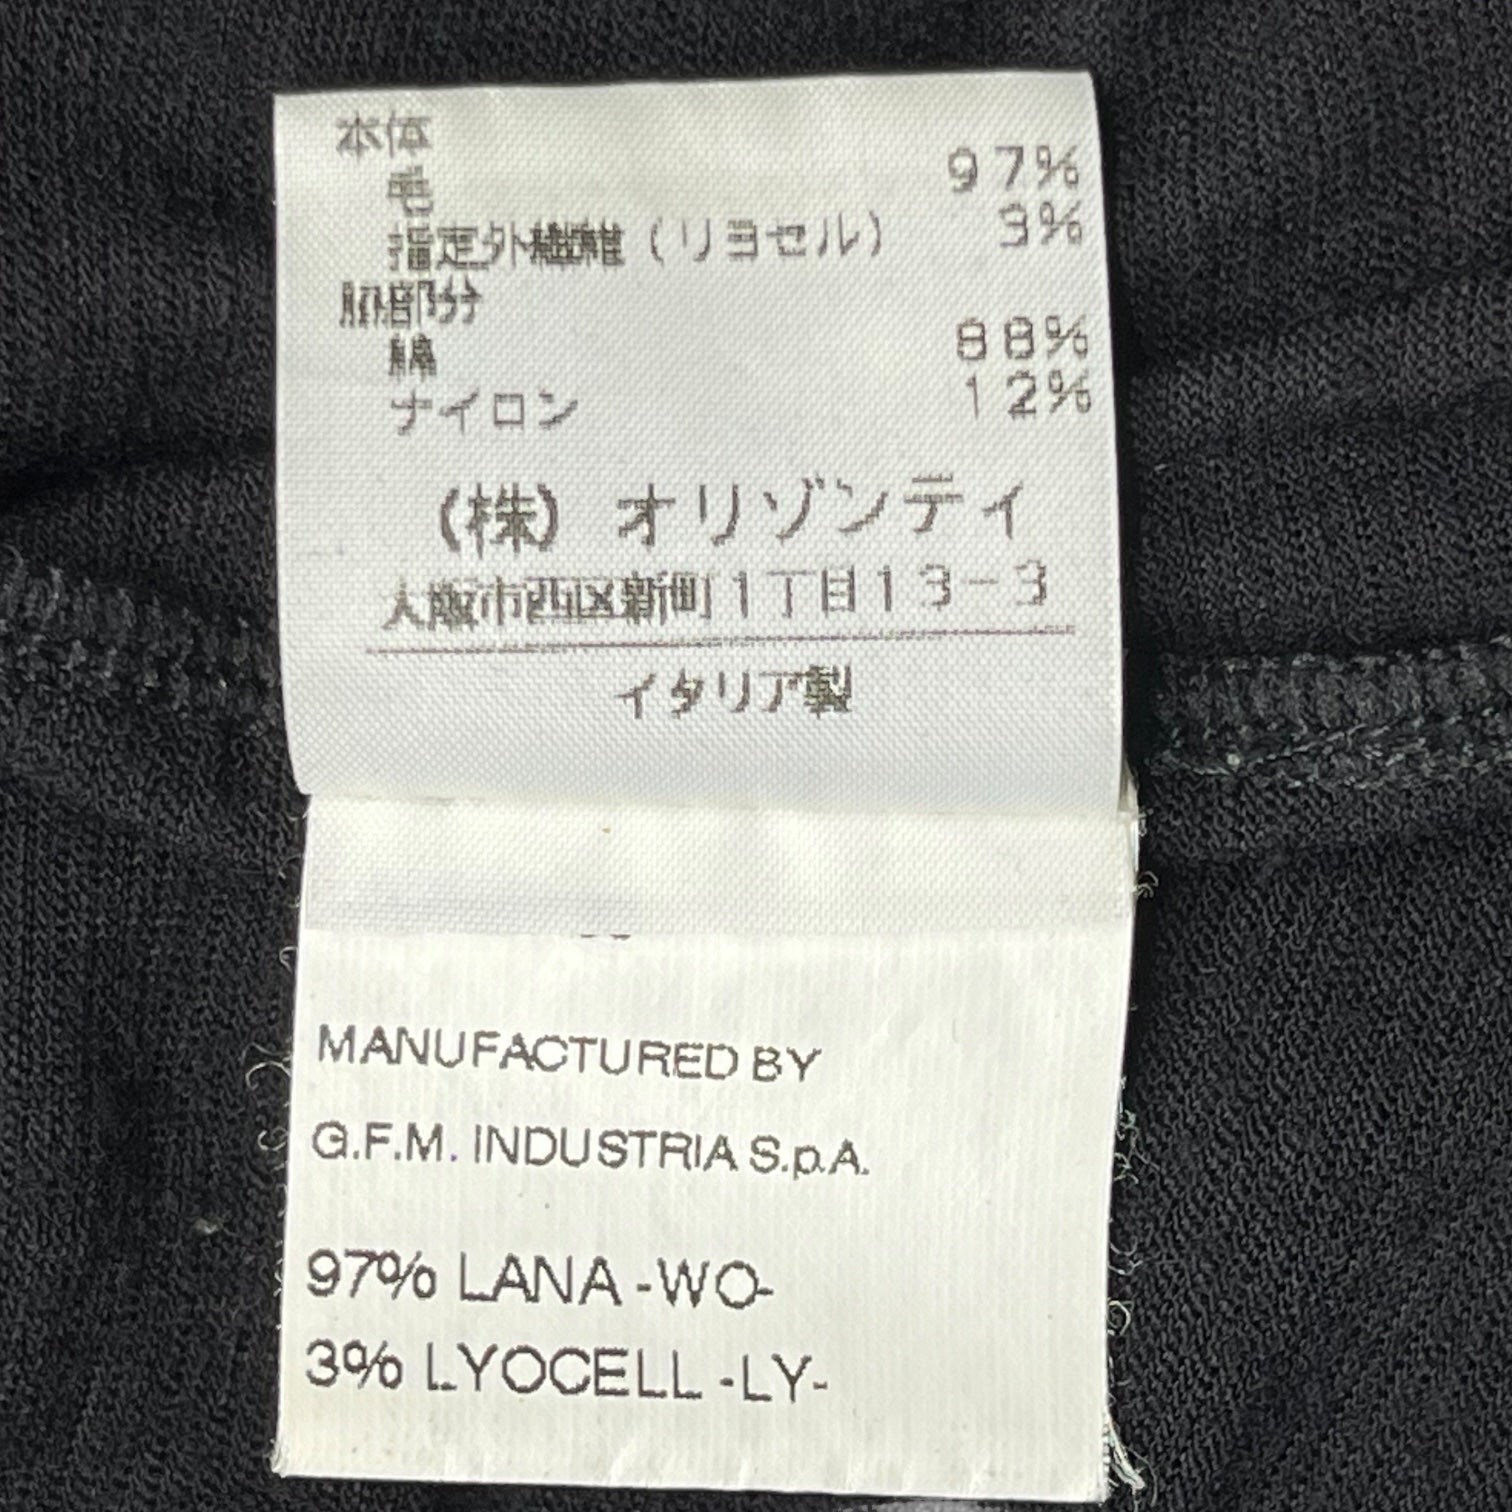 本体
毛 97%
指定外繊維(リヨセル) 3%
胴部分
綿 88%
ナイロン 12%
(株) オリゾンティ
大阪市西区新町1丁目13-3
イタリア製
MANUFACTURED BY
G.F.M. INDUSTRIA S.p.A.
97% LANA -WO-
3% LYOCELL -LY-